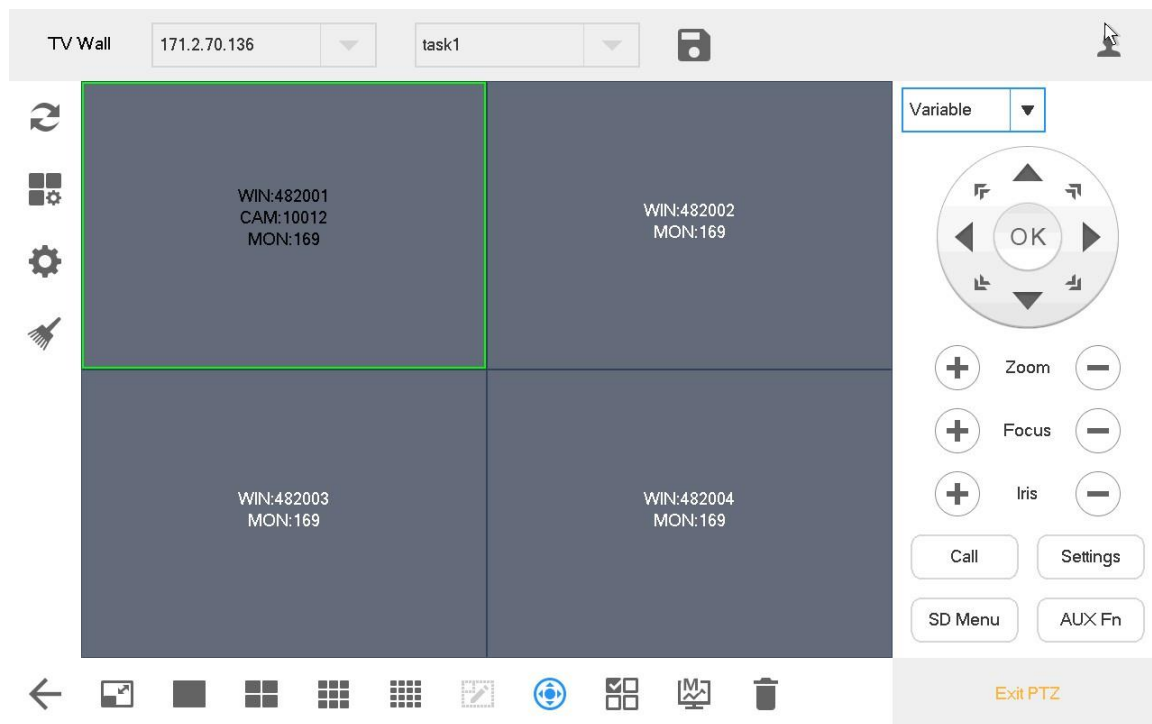 TV Wall
171.2.70.136
task1
Variable
WIN:482001
CAM:10012
MON:169
WIN:482002
MON:169
OK
Zoom
Focus
WIN:482003
MON:169
WIN:482004
MON:169
Iris
Call
Settings
SD Menu
AUX Fn
M
Exit PTZ